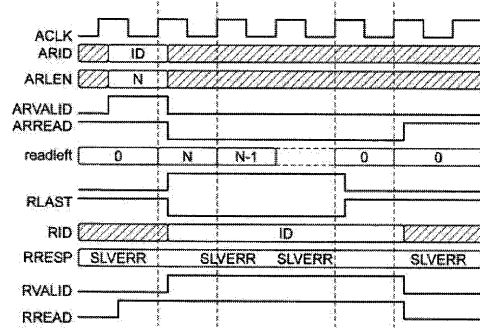 ACLK
ARID ID
ARLEN N
ARVALID
ARREAD
readleft 0 N N-1 0 0
RLAST
RID ID
RRESP SLVERR SLVERR SLVERR SLVERR
RVALID
RREAD